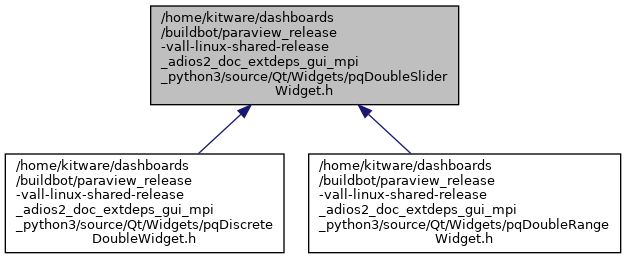 /home/kitware/dashboards
/buildbot/paraview_release
-vall-linux-shared-release
_adios2_doc_extdeps_gui_mpi
_python3/source/Qt/Widgets/pqDoubleSlider
Widget.h
/home/kitware/dashboards
/buildbot/paraview_release
-vall-linux-shared-release
_adios2_doc_extdeps_gui_mpi
_python3/source/Qt/Widgets/pqDiscrete
DoubleWidget.h
/home/kitware/dashboards
/buildbot/paraview_release
-vall-linux-shared-release
_adios2_doc_extdeps_gui_mpi
_python3/source/Qt/Widgets/pqDoubleRange
Widget.h